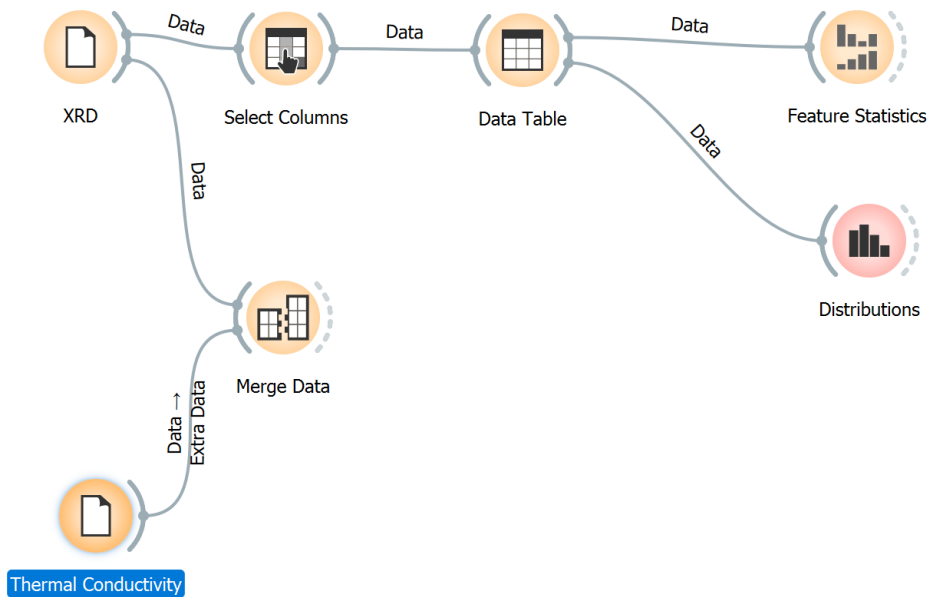 Data
Data
Data
XRD
Select Columns
Data Table
Feature Statistics
Data
Data
Distributions
Merge Data
Data →
Extra Data
Thermal Conductivity